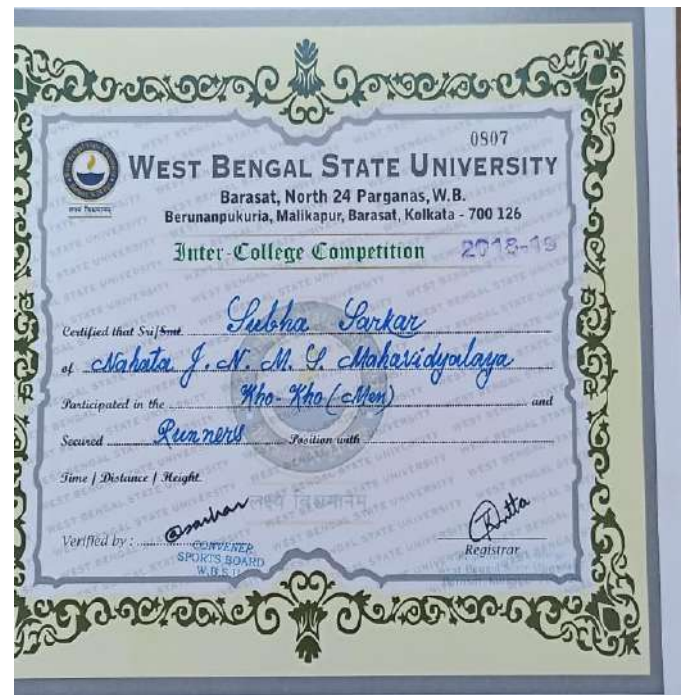 0807
WEST BENGAL STATE UNIVERSITY
Barasat, North 24 Parganas, W.B.
Berunanpukuria, Malikapur, Barasat, Kolkata - 700 126
Inter-College Competition 2018-19
Certified that Sri/Smt. Subha Sarkar
of Nahata J. N. M. S. Mahavidyalaya
Participated in the Kho-Kho (Men) and
Secured Runners Position with
Time / Distance / Height
Verified by :
CONVENER
SPORTS BOARD
W.B.S.U
Registrar